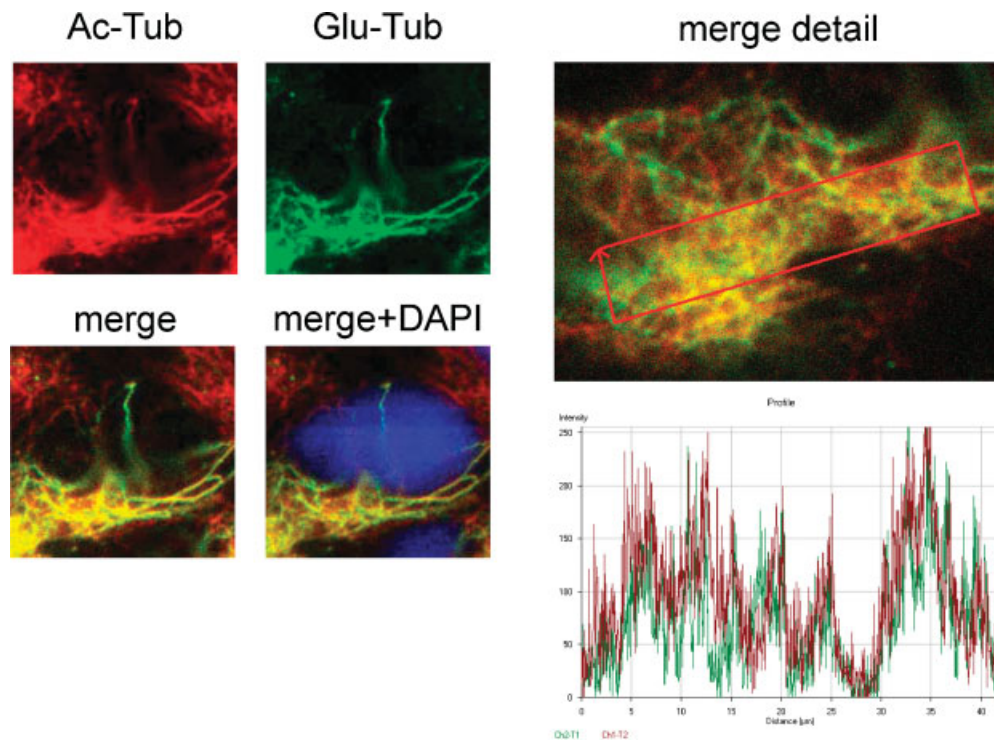 Ac-Tub
Glu-Tub
merge detail
merge
merge+DAPI
Profile
Intensity
250
200
150
100
50
0
0 5 10 15 20 25 30 35 40
Distance [µm]
Ch2-T1 Ch1-T2